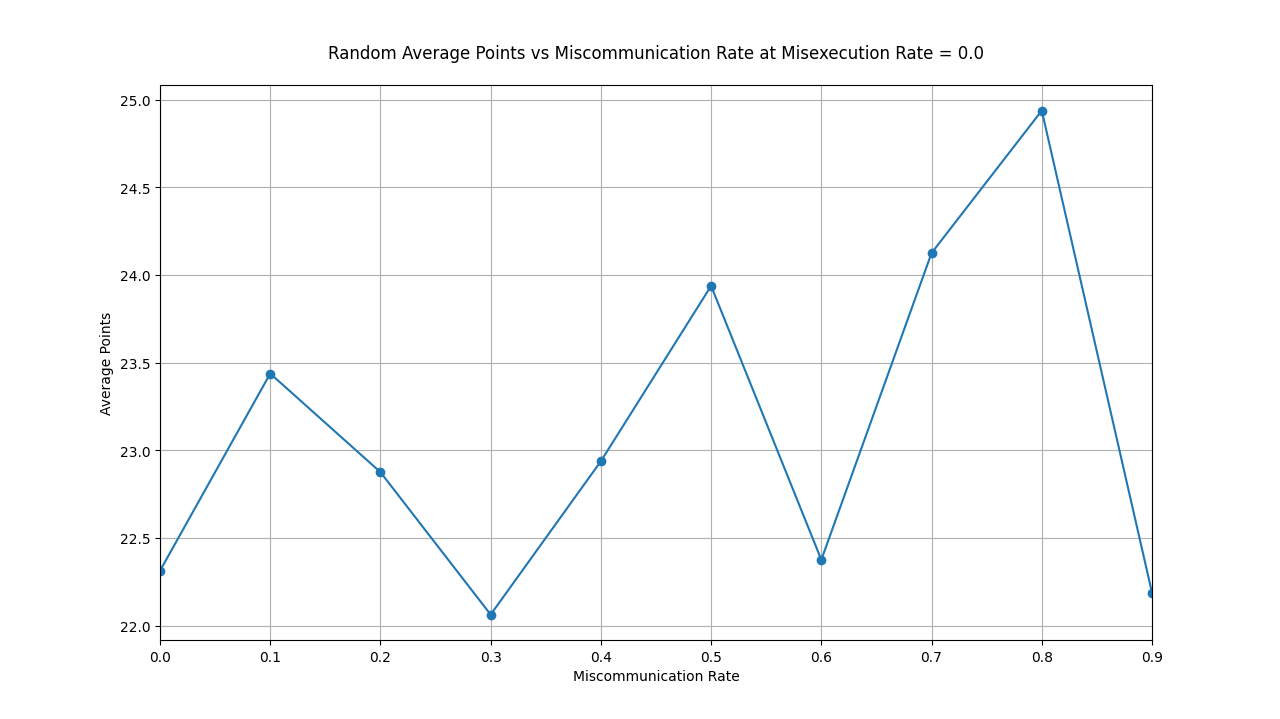 Random Average Points vs Miscommunication Rate at Misexecution Rate = 0.0
25.0
24.5
24.0
23.5
23.0
22.5
22.0
Average Points
0.0 0.1 0.2 0.3 0.4 0.5 0.6 0.7 0.8 0.9
Miscommunication Rate